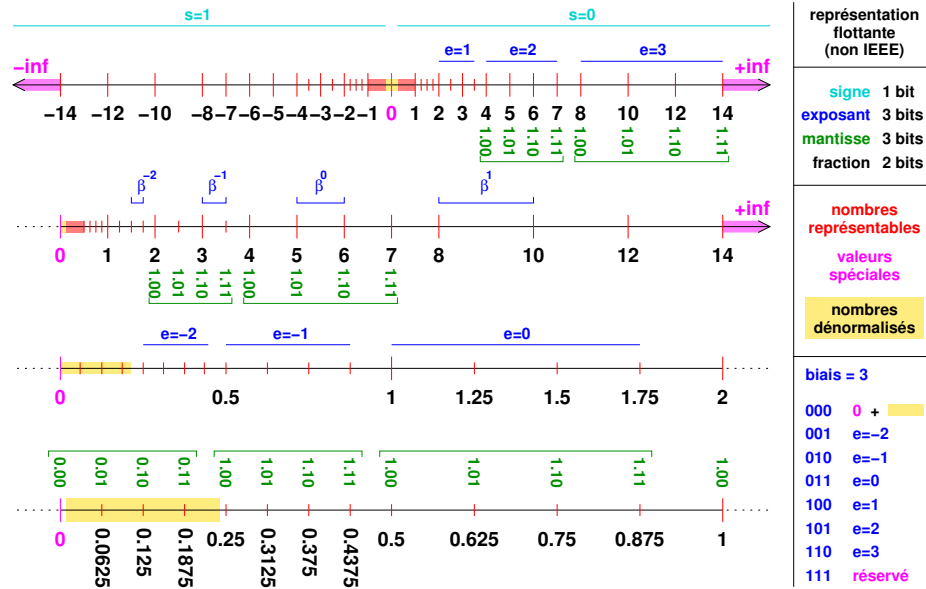 s=1 s=0
e=1 e=2 e=3
−inf +inf
−14 −12 −10 −8 −7 −6 −5 −4 −3 −2 −1 0 1 2 3 4 5 6 7 8 10 12 14
1.00 1.01 1.10 1.11 1.00 1.01 1.10 1.11
β−2 β−1 β0 β1
+inf
0 1 2 3 4 5 6 7 8 10 12 14
1.00 1.01 1.10 1.11 1.00 1.01 1.10 1.11
e=−2 e=−1 e=0
0 0.5 1 1.25 1.5 1.75 2
0.00 0.01 0.10 0.11 1.00 1.01 1.10 1.11 1.00 1.01 1.10 1.11 1.00
0 0.0625 0.125 0.1875 0.25 0.3125 0.375 0.4375 0.5 0.625 0.75 0.875 1
représentation
flottante
(non IEEE)
signe 1 bit
exposant 3 bits
mantisse 3 bits
fraction 2 bits
nombres
représentables
valeurs
spéciales
nombres
dénormalisés
biais = 3
000 0 +
001 e=−2
010 e=−1
011 e=0
100 e=1
101 e=2
110 e=3
111 réservé